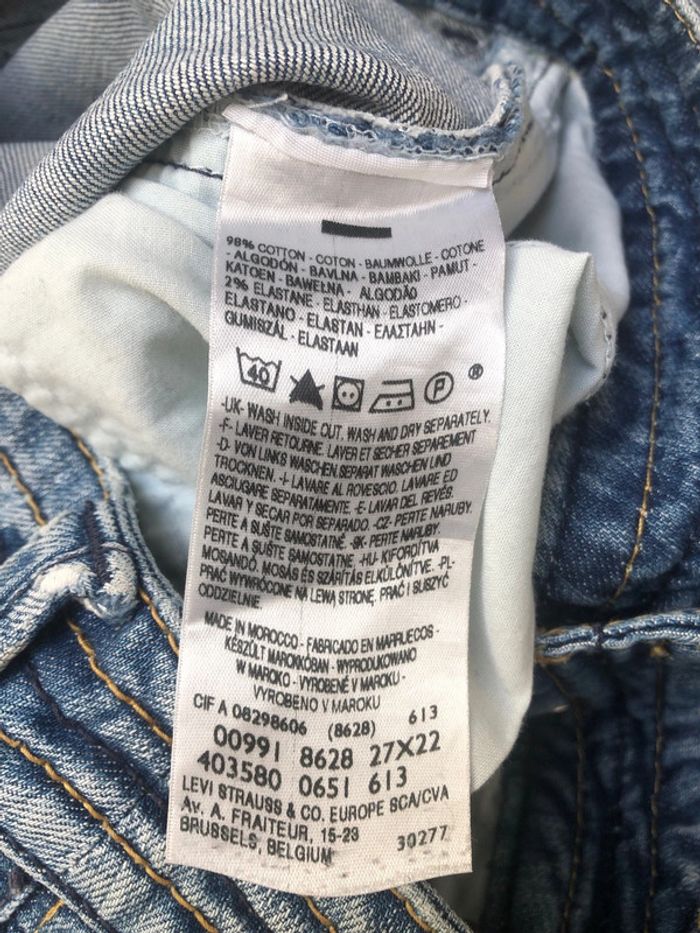 98% COTTON - COTON - BAUMWOLLE - COTONE
- ALGODÓN - BAVLNA - BAMBAKI - PAMUT -
KATOEN - BAWEŁNA - ALGODÃO
2% ELASTANE - ELASTHAN - ELASTOMERO -
ELASTANO - ELASTAN - ΕΛΑΣΤΑΗΝ -
GUMISZÁL - ELASTAAN
40 P ®
-UK- WASH INSIDE OUT. WASH AND DRY SEPARATELY.
-F- LAVER RETOURNE. LAVER ET SECHER SEPAREMENT
-D- VON LINKS WASCHEN. SEPARAT WASCHEN UND
TROCKNEN. -I- LAVARE AL ROVESCIO. LAVARE ED
ASCIUGARE SEPARATAMENTE. -E- LAVAR DEL REVÉS.
LAVAR Y SECAR POR SEPARADO. -CZ- PERTE NARUBY.
PERTE A SUŠTE SAMOSTATNĚ. -SK- PERTE NARUBY.
PERTE A SUŠTE SAMOSTATNE. -HU- KIFORDÍTVA
MOSANDÓ. MOSÁS ÉS SZÁRÍTÁS ELKÜLÖNÍTVE. -PL-
PRAĆ WYWRÓCONE NA LEWĄ STRONĘ. PRAĆ I SUSZYĆ
ODDZIELNIE.
MADE IN MOROCCO - FABRICADO EN MARRUECOS -
KÉSZÜLT MAROKKÓBAN - WYPRODUKOWANO
W MAROKO - VYROBENÉ V MAROKU -
VYROBENO V MAROKU
CIF A 08298606 (8628) 613
00991 8628 27X22
403580 0651 613
LEVI STRAUSS & CO. EUROPE SCA/CVA
Av. A. FRAITEUR, 15-23
BRUSSELS, BELGIUM 30277